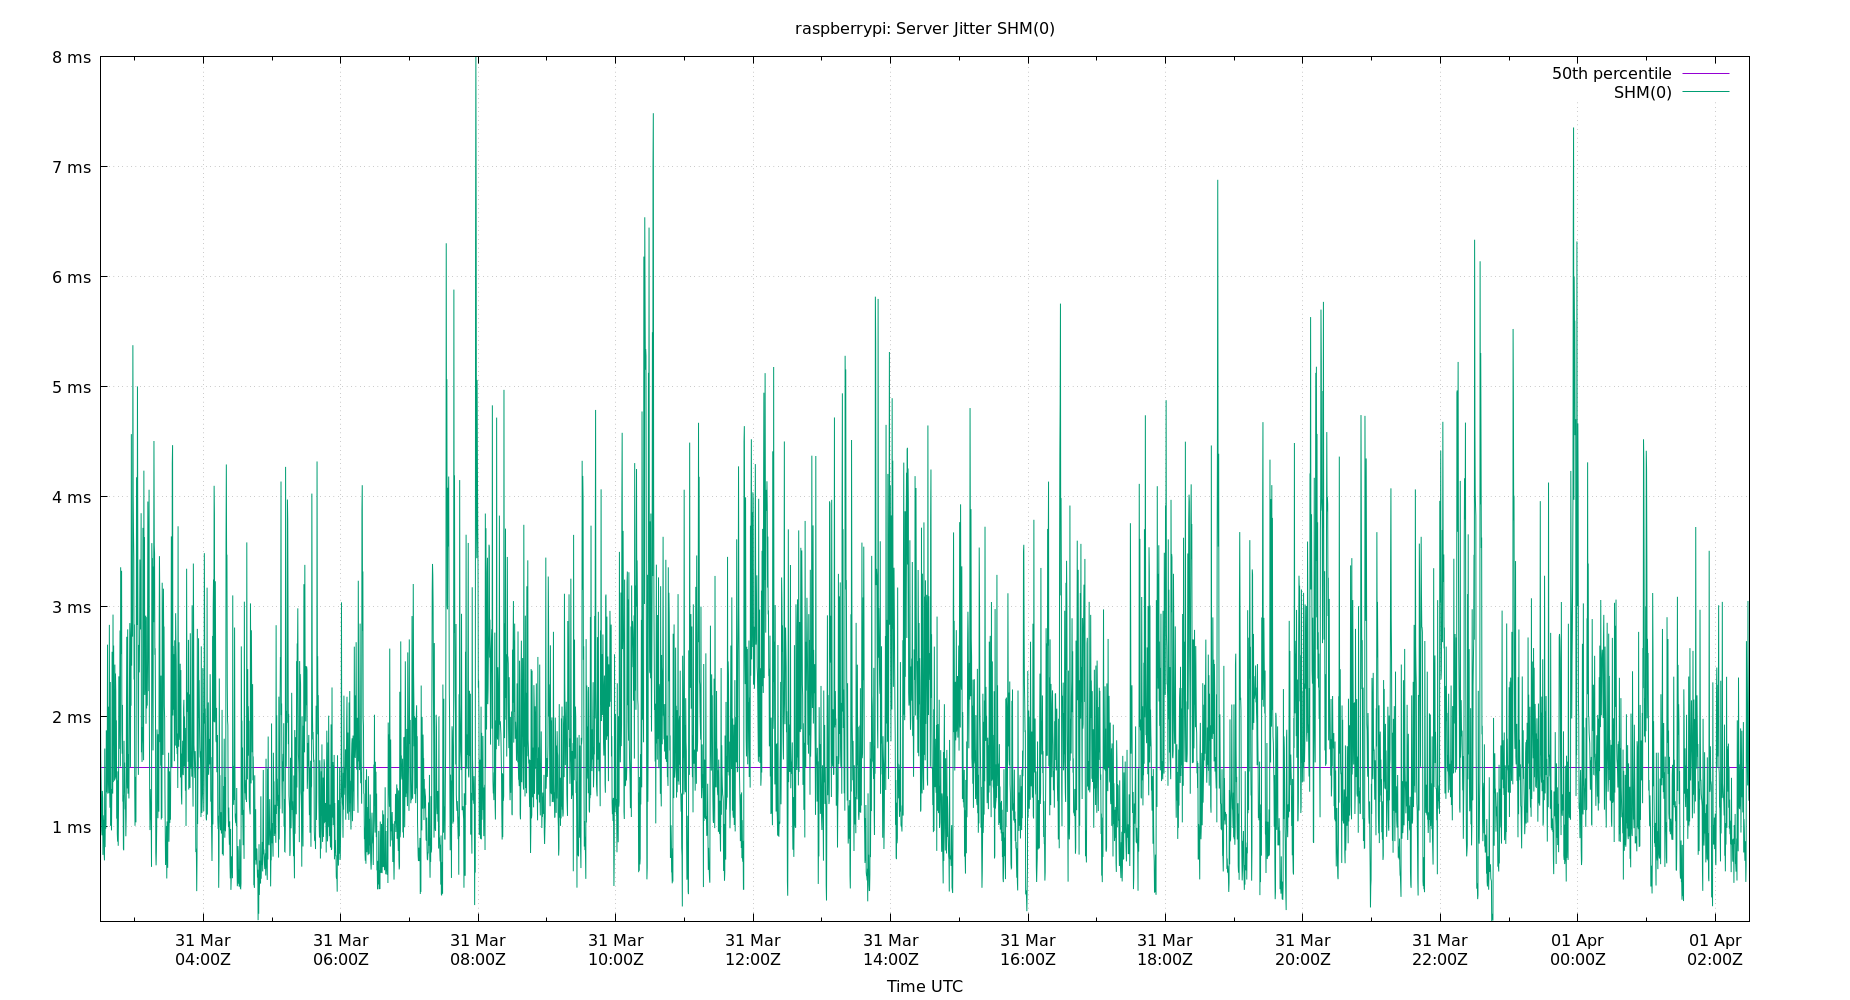 raspberrypi: Server Jitter SHM(0)
8 ms
7 ms
6 ms
5 ms
4 ms
3 ms
2 ms
1 ms
50th percentile
SHM(0)
31 Mar 31 Mar 31 Mar 31 Mar 31 Mar 31 Mar 31 Mar 31 Mar 31 Mar 31 Mar 01 Apr 01 Apr
04:00Z 06:00Z 08:00Z 10:00Z 12:00Z 14:00Z 16:00Z 18:00Z 20:00Z 22:00Z 00:00Z 02:00Z
Time UTC